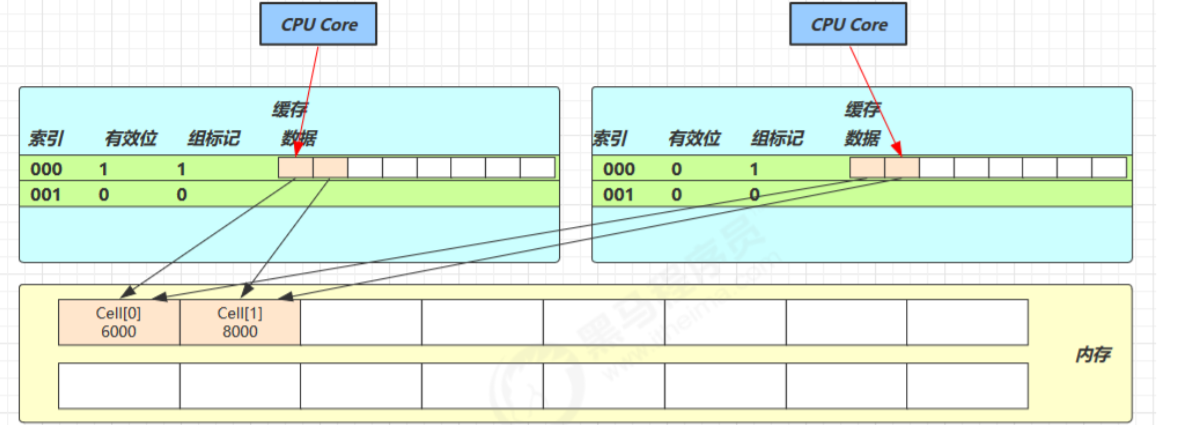 CPU Core
CPU Core
缓存
索引 有效位 组标记 数据
000 1 1
001 0 0
缓存
索引 有效位 组标记 数据
000 0 1
001 0 0
Cell[0]
6000
Cell[1]
8000
内存
黑马程序员
www.itheima.com